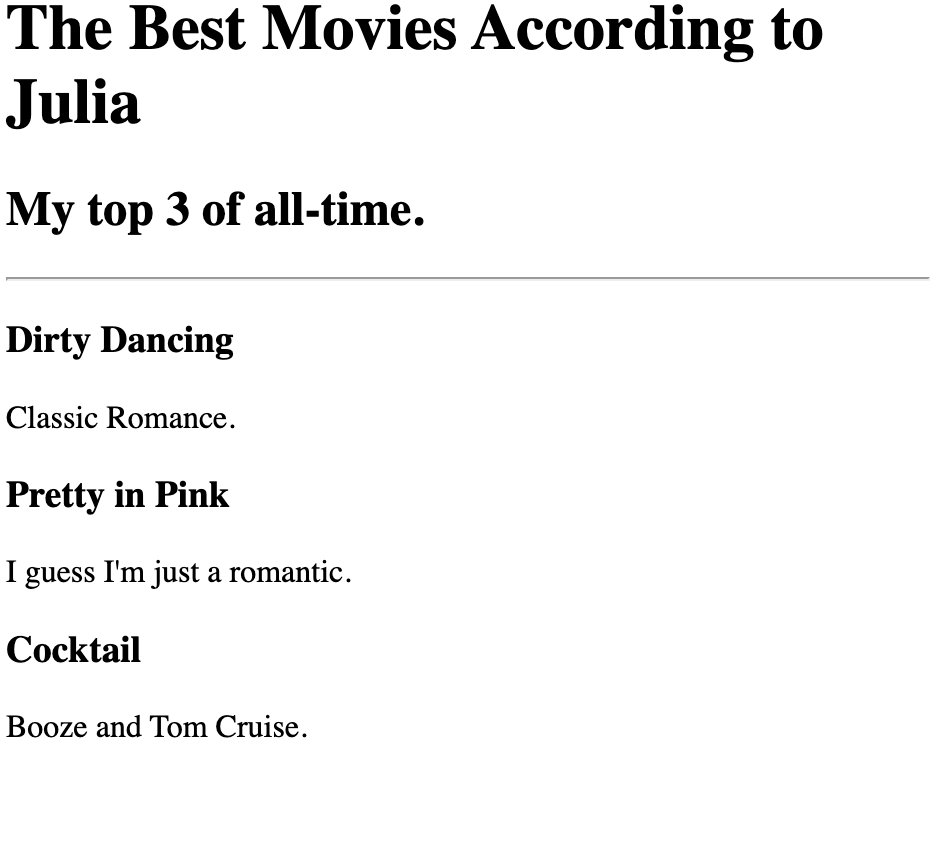 The Best Movies According to
Julia
My top 3 of all-time.
Dirty Dancing
Classic Romance.
Pretty in Pink
I guess I'm just a romantic.
Cocktail
Booze and Tom Cruise.